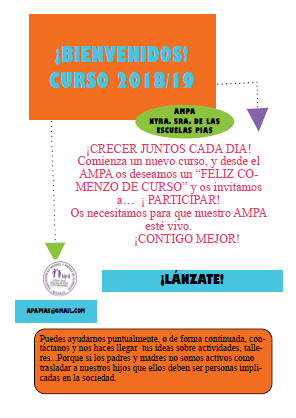 ¡BIENVENIDOS!
CURSO 2018/19
AMPA
NTRA. SRA. DE LAS
ESCUELAS PIAS
¡CRECER JUNTOS CADA DIA!
Comienza un nuevo curso, y desde el
AMPA os deseamos un “FELIZ CO-
MENZO DE CURSO” y os invitamos
a… ¡ PARTICIPAR!
Os necesitamos para que nuestro AMPA
esté vivo.
¡CONTIGO MEJOR!
¡LÁNZATE!
APAPIAS@GMAIL.COM
Puedes ayudarnos puntualmente, o de forma continuada, con-
táctanos y nos haces llegar tus ideas sobre actividades, talle-
res...Porque si los padres y madres no somos activos como
trasladar a nuestros hijos que ellos deben ser personas impli-
cadas en la sociedad.